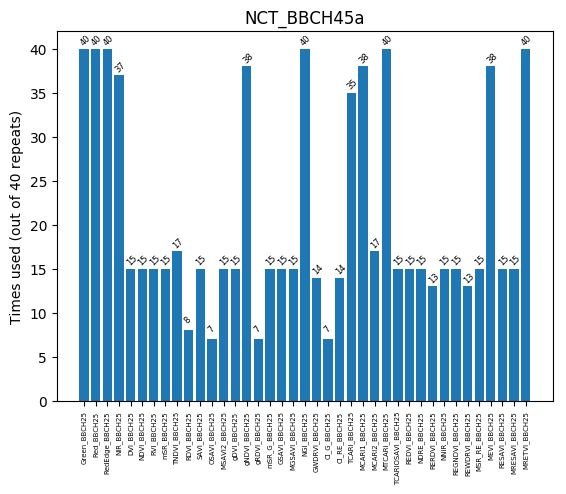 NCT_BBCH45a
Times used (out of 40 repeats)
40
35
30
25
20
15
10
5
0
40
40
40
37
15
15
15
15
17
8
15
7
15
15
38
7
15
15
15
40
14
7
14
35
38
17
40
15
15
15
13
15
15
13
15
38
15
15
40
Green_BBCH25
Red_BBCH25
RedEdge_BBCH25
NIR_BBCH25
DVI_BBCH25
NDVI_BBCH25
RVI_BBCH25
mSR_BBCH25
TNDVI_BBCH25
RDVI_BBCH25
SAVI_BBCH25
OSAVI_BBCH25
MSAVI2_BBCH25
gDVI_BBCH25
gNDVI_BBCH25
gRDVI_BBCH25
mSR_G_BBCH25
GSAVI_BBCH25
MGSAVI_BBCH25
NGI_BBCH25
GWDRVI_BBCH25
CI_G_BBCH25
CI_RE_BBCH25
TCARI_BBCH25
MCARI1_BBCH25
MCARI2_BBCH25
MTCARI_BBCH25
TCARIOSAVI_BBCH25
REDVI_BBCH25
NDRE_BBCH25
RERDVI_BBCH25
NNIR_BBCH25
REGNDVI_BBCH25
REWDRVI_BBCH25
MSR_RE_BBCH25
MEVI_BBCH25
RESAVI_BBCH25
MRESAVI_BBCH25
MRETVI_BBCH25